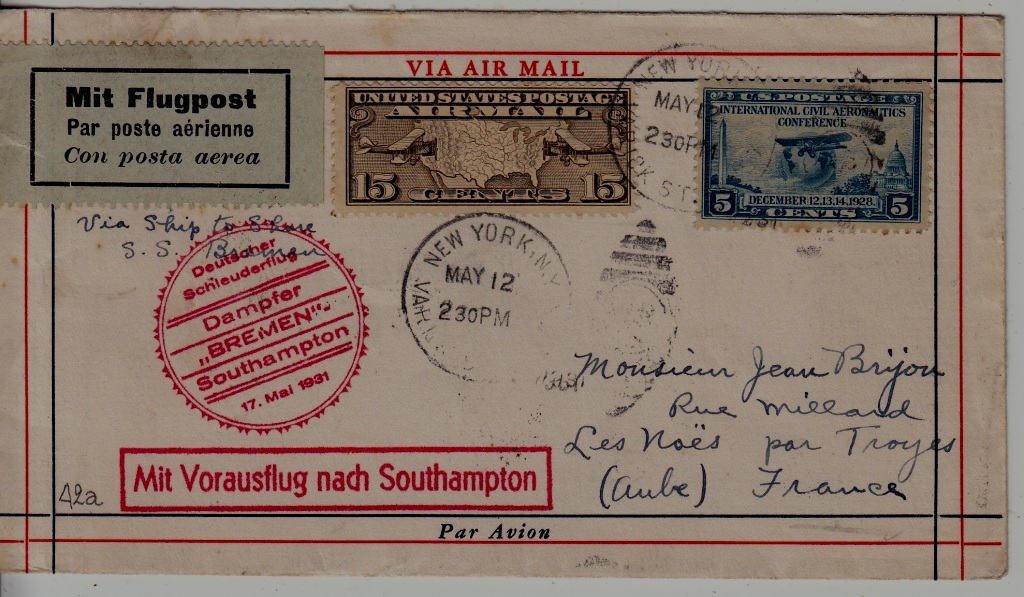 VIA AIR MAIL
Mit Flugpost
Par poste aérienne
Con posta aerea
UNITED STATES POSTAGE
AIR MAIL
15 15
CENTS
U.S. POSTAGE
INTERNATIONAL CIVIL AERONAUTICS
CONFERENCE
DECEMBER 12.13.14.1928
5 CENTS 5
NEW YORK
MAY 12
230PM
Via Ship to Shore
S. S. Bremen
Deutscher
Schleuderflug
Dampfer
„BREMEN"-
Southampton
17. Mai 1931
NEW YORK, N.Y.
MAY 12
230PM
Monsieur Jean Brijon
Rue Millard
Les Noës par Troyes
(Aube) France
Mit Vorausflug nach Southampton
42a
Par Avion